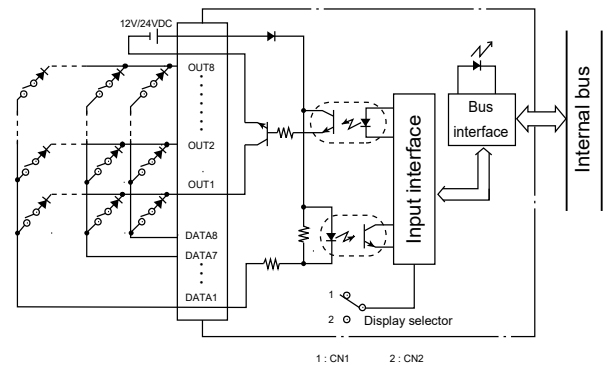 12V/24VDC
OUT8
OUT2
OUT1
DATA8
DATA7
DATA1
Input interface
Bus
interface
Internal bus
1
2
Display selector
1 : CN1
2 : CN2